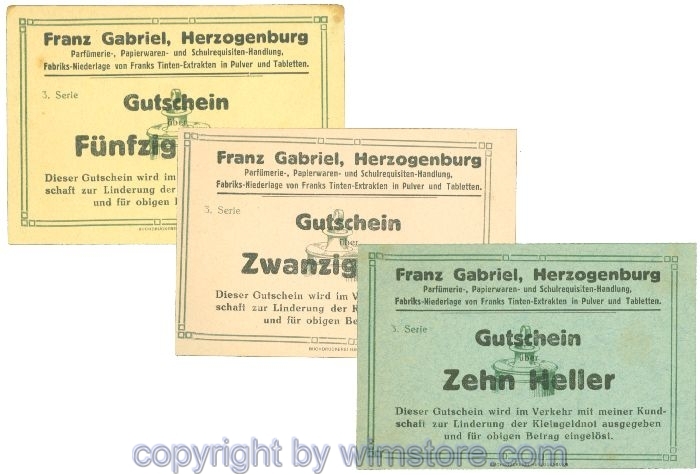 Franz Gabriel, Herzogenburg
Parfümerie-, Papierwaren- und Schulrequisiten-Handlung,
Fabriks-Niederlage von Franks Tinten-Extrakten in Pulver und Tabletten.
3. Serie
Gutschein
über
Fünfzig
Dieser Gutschein wird im
schaft zur Linderung der
und für obigen
Franz Gabriel, Herzogenburg
Parfümerie-, Papierwaren- und Schulrequisiten-Handlung,
Fabriks-Niederlage von Franks Tinten-Extrakten in Pulver und Tabletten.
3. Serie
Gutschein
über
Zwanzig
Dieser Gutschein wird im V
schaft zur Linderung der K
und für obigen Bet
Franz Gabriel, Herzogenburg
Parfümerie-, Papierwaren- und Schulrequisiten-Handlung,
Fabriks-Niederlage von Franks Tinten-Extrakten in Pulver und Tabletten.
3. Serie
Gutschein
über
Zehn Heller
Dieser Gutschein wird im Verkehr mit meiner Kund-
schaft zur Linderung der Kleingeldnot ausgegeben
und für obigen Betrag eingelöst.
copyright by wimstore.com